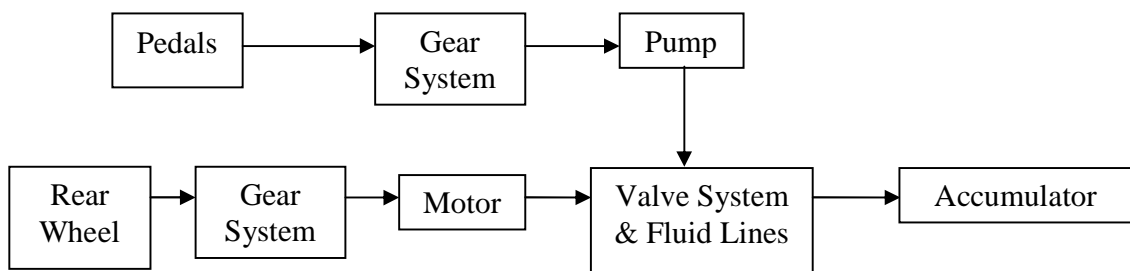 Pedals
Gear
System
Pump
Rear
Wheel
Gear
System
Motor
Valve System
& Fluid Lines
Accumulator